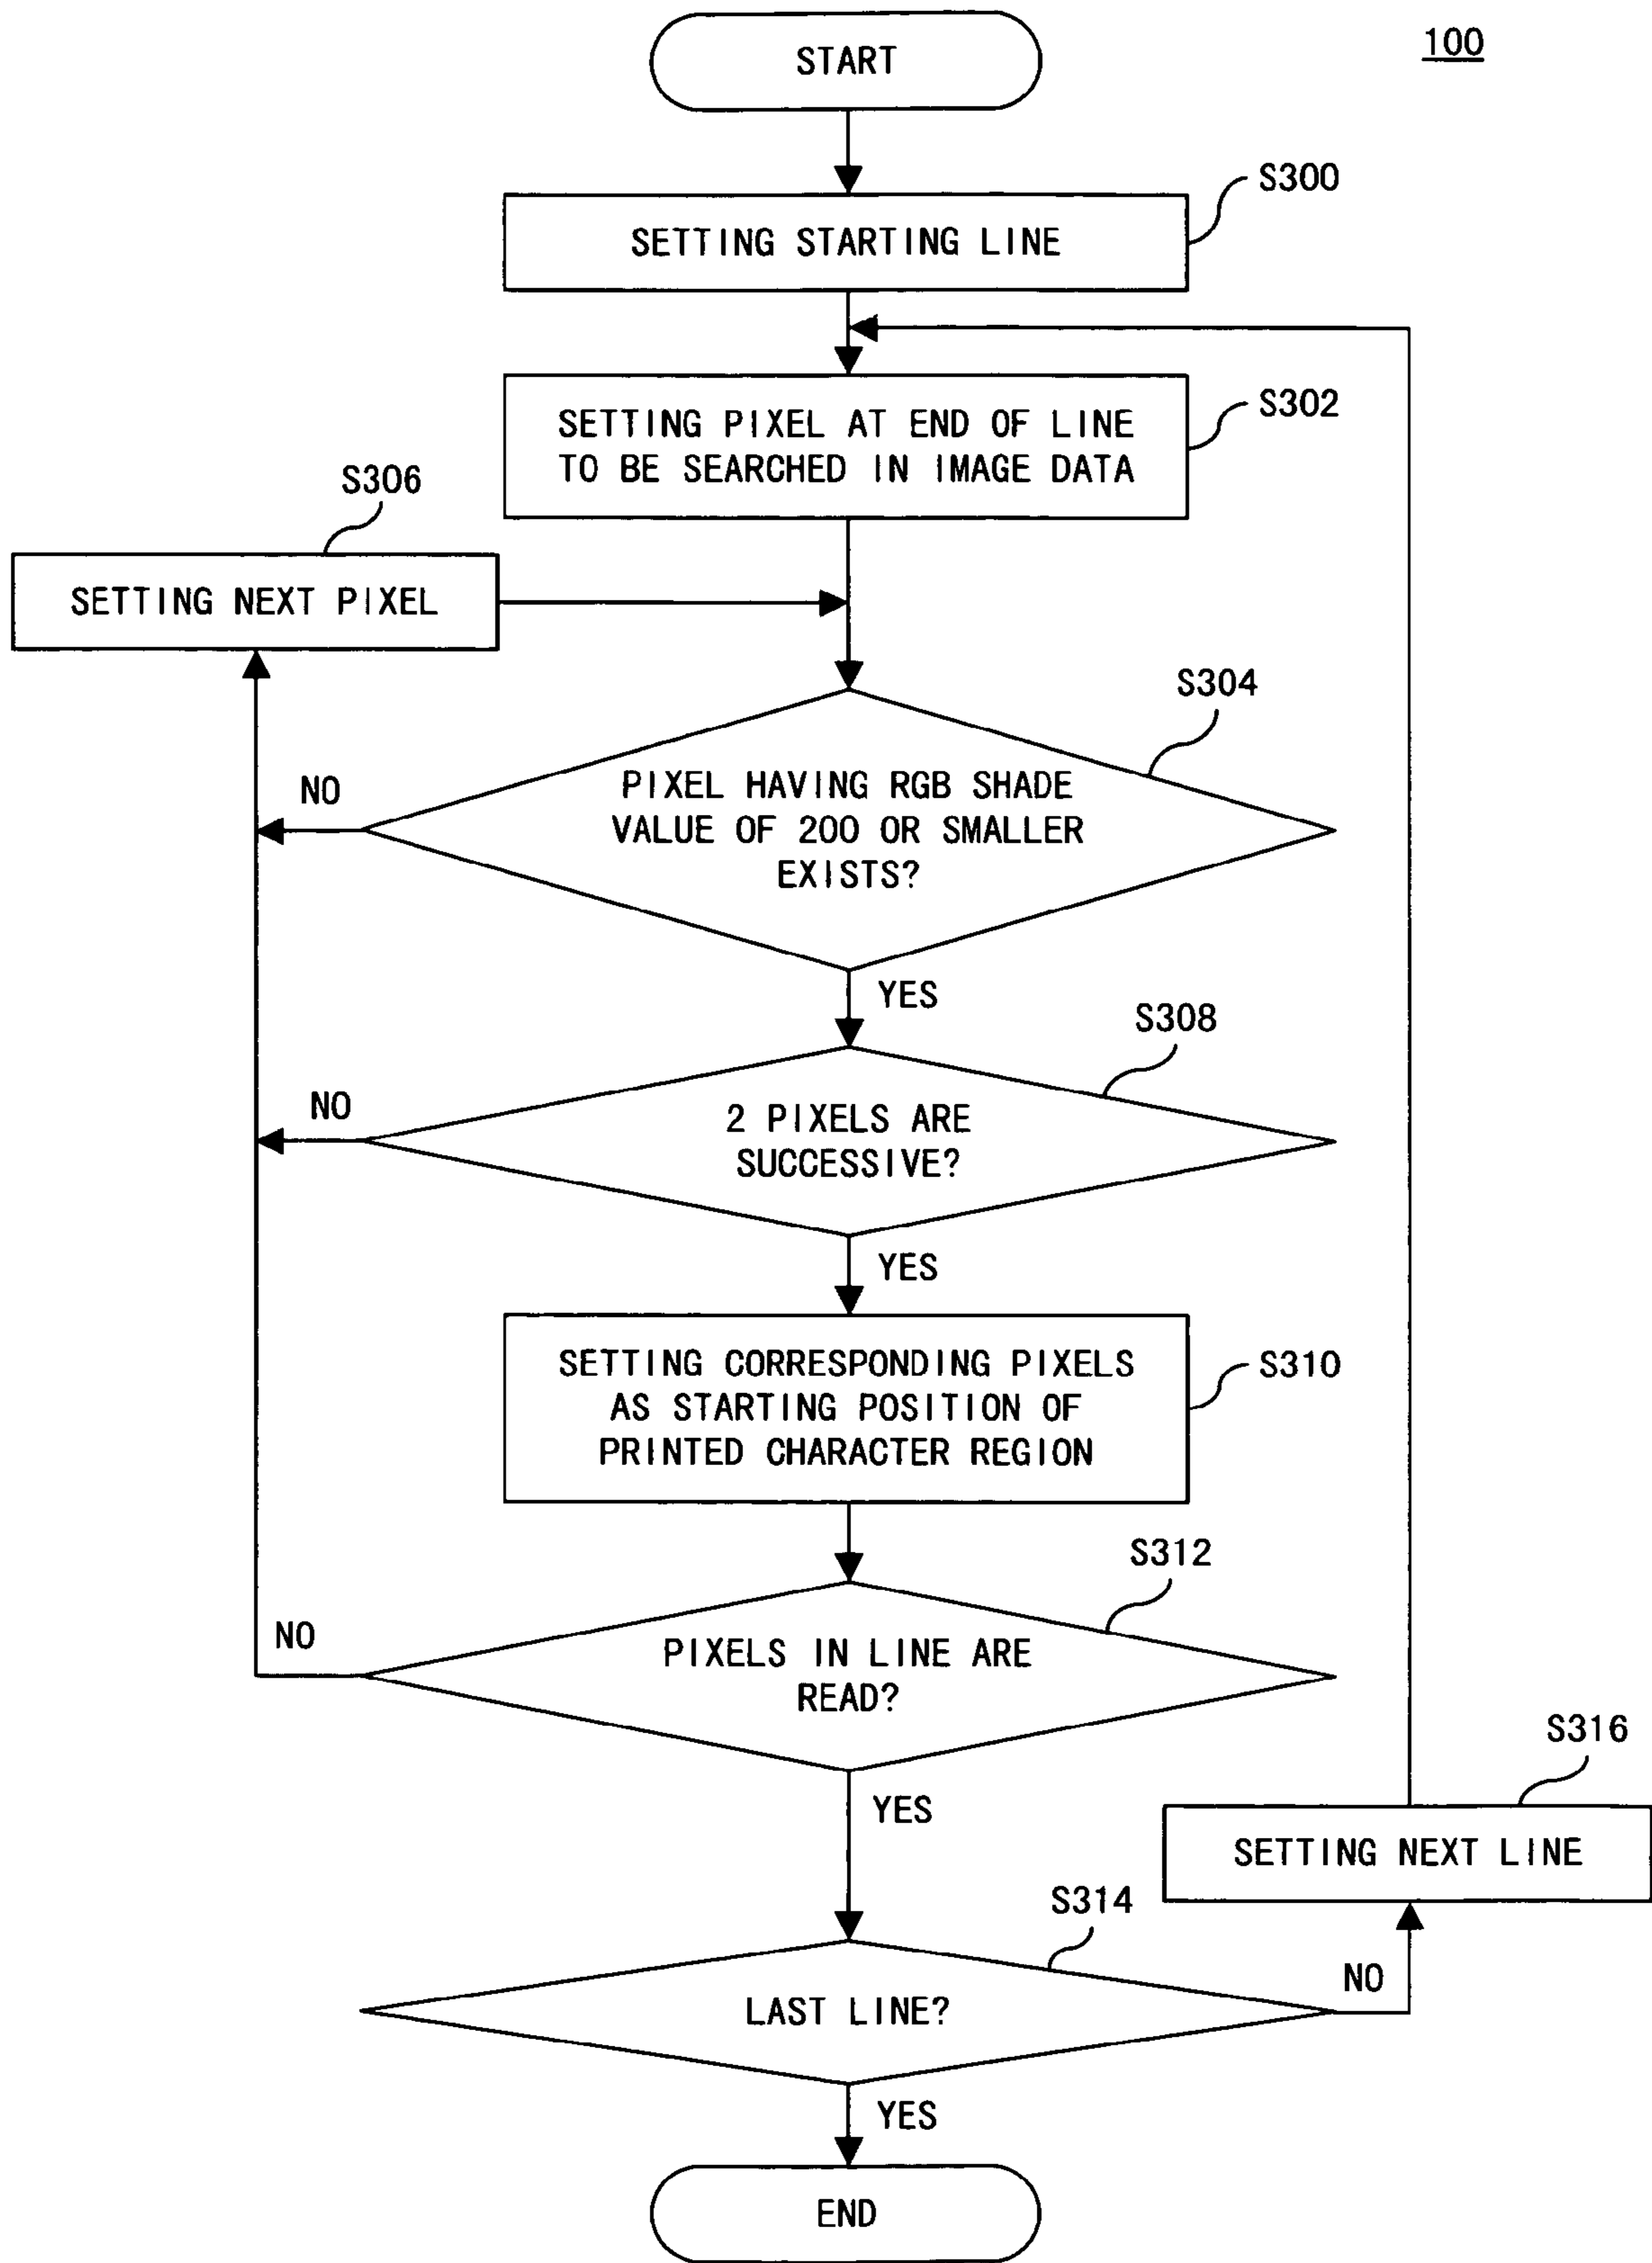 100
START
S300
SETTING STARTING LINE
S302
SETTING PIXEL AT END OF LINE
TO BE SEARCHED IN IMAGE DATA
S306
SETTING NEXT PIXEL
S304
PIXEL HAVING RGB SHADE
VALUE OF 200 OR SMALLER
EXISTS?
NO
YES
S308
2 PIXELS ARE
SUCCESSIVE?
NO
YES
S310
SETTING CORRESPONDING PIXELS
AS STARTING POSITION OF
PRINTED CHARACTER REGION
S312
PIXELS IN LINE ARE
READ?
NO
YES
S316
SETTING NEXT LINE
S314
LAST LINE?
NO
YES
END